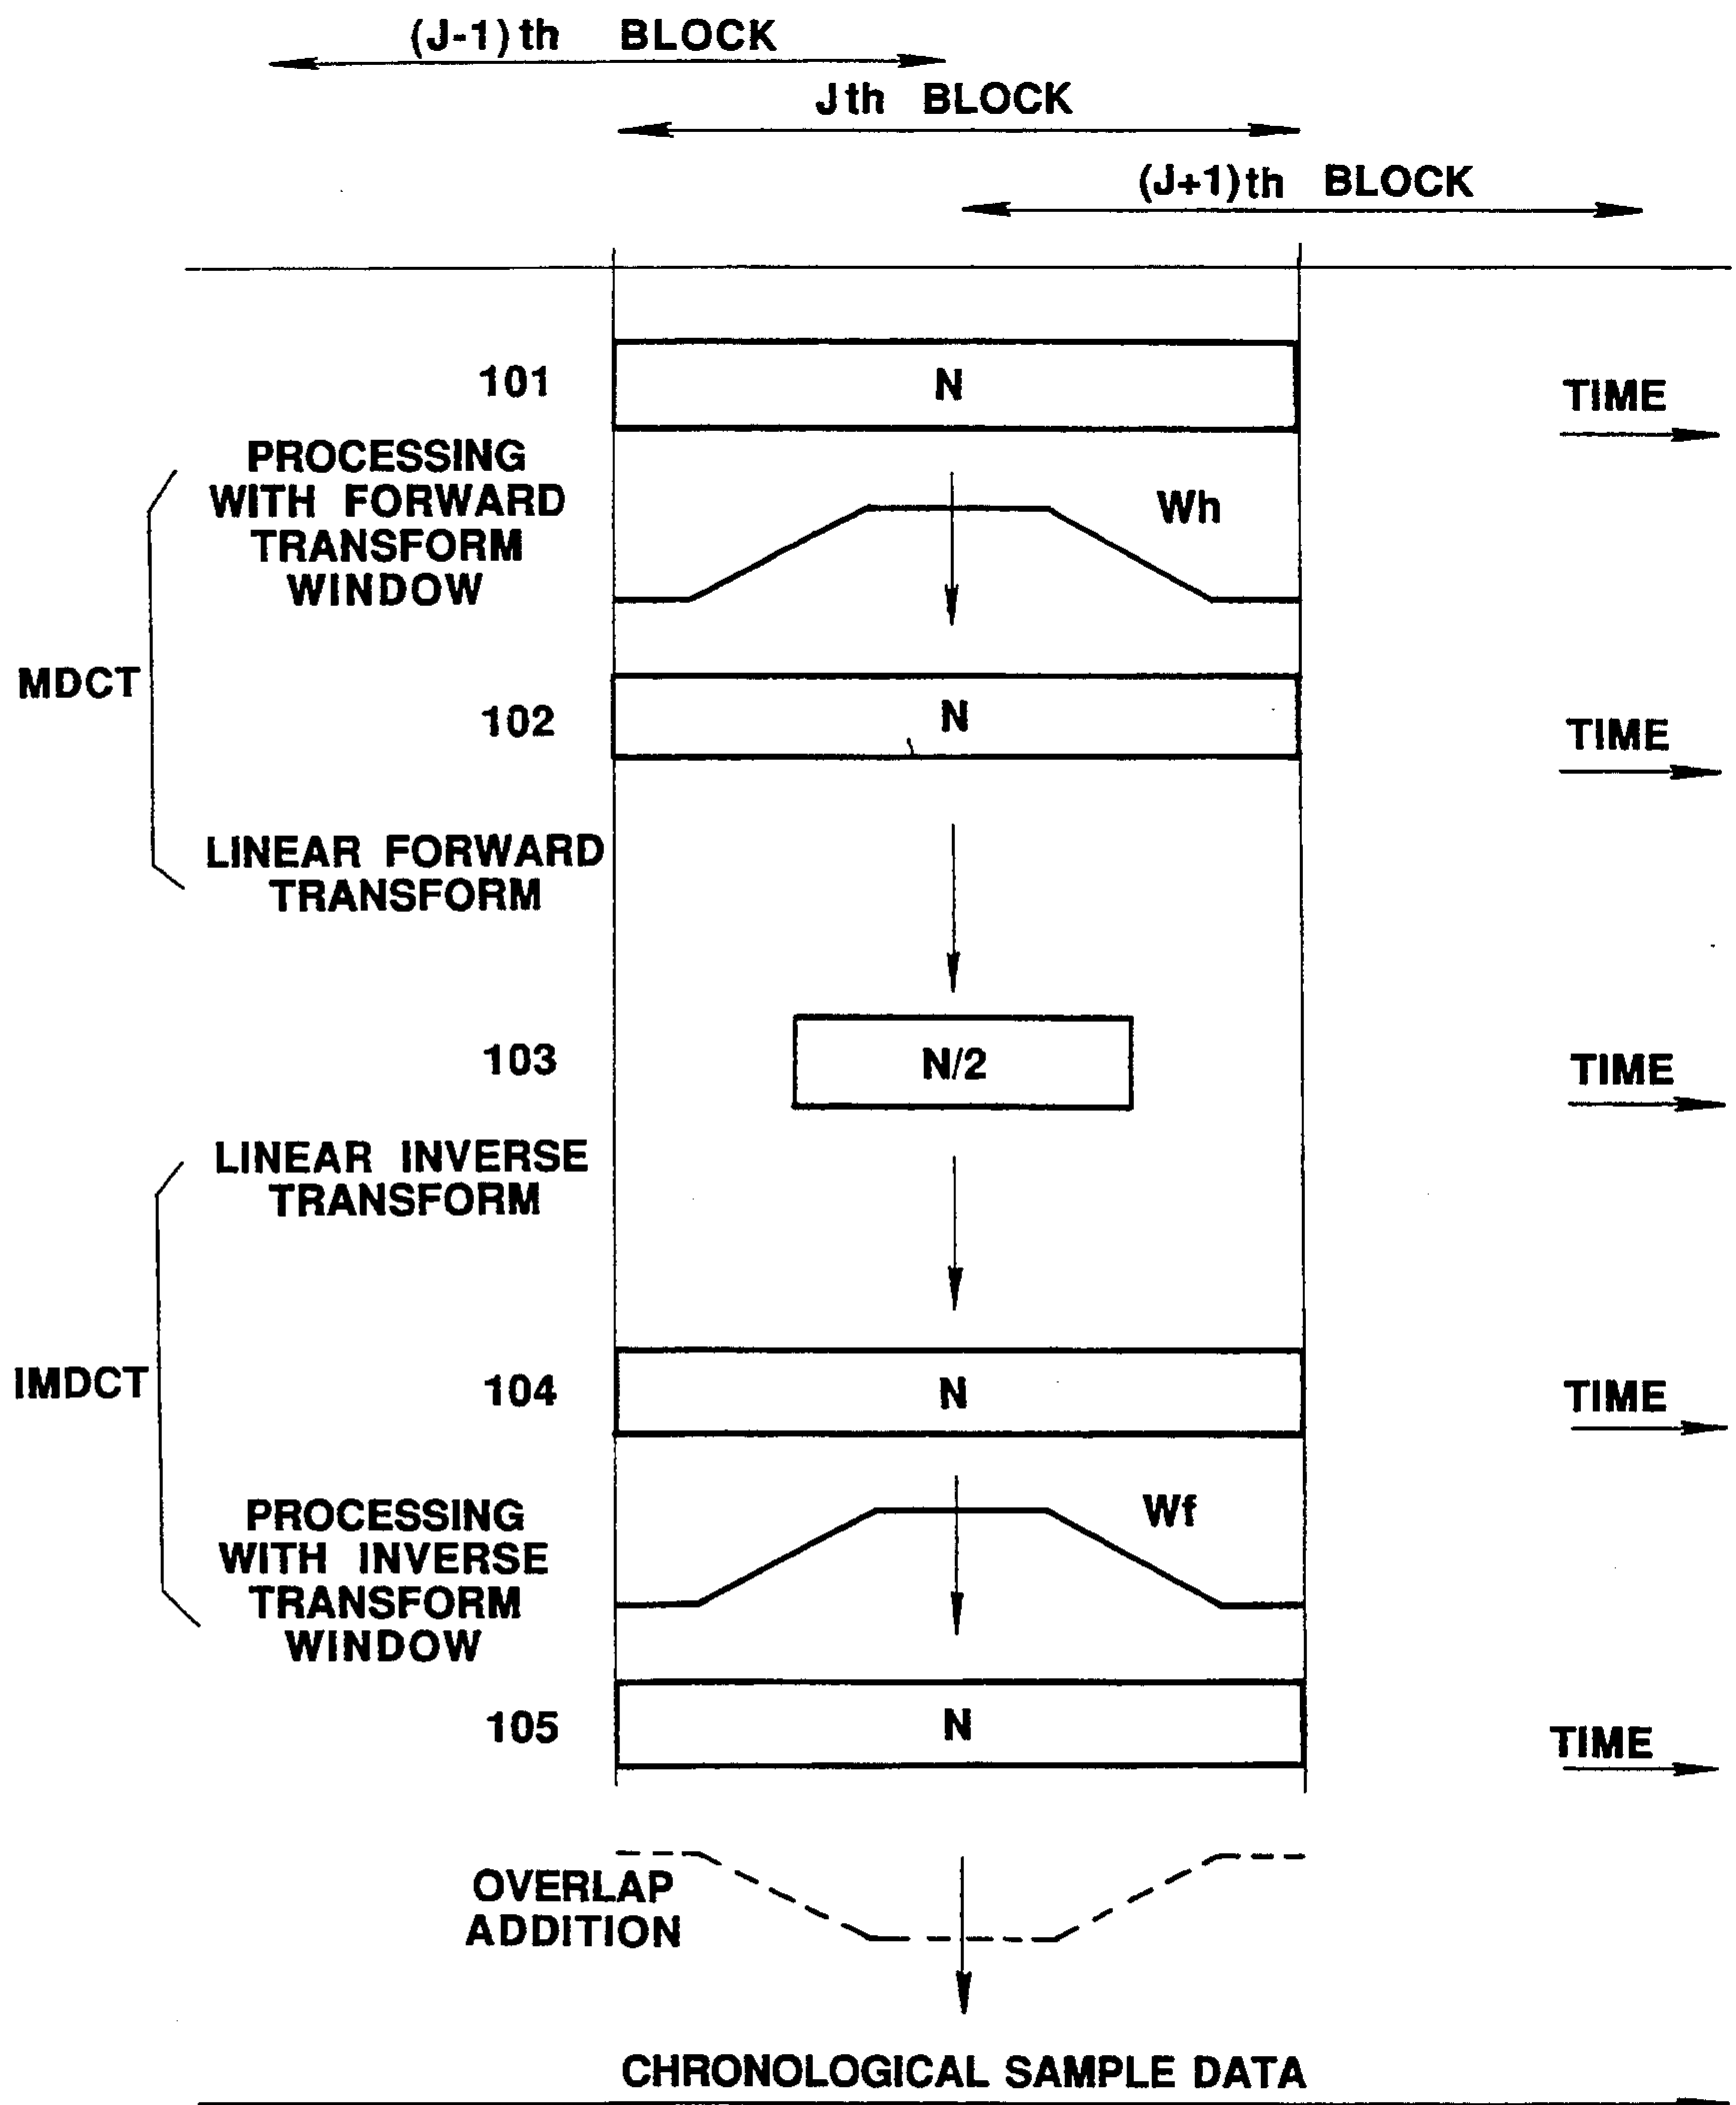 (J-1)th BLOCK
Jth BLOCK
(J+1)th BLOCK
101
N
TIME
PROCESSING
WITH FORWARD
TRANSFORM
WINDOW
Wh
MDCT
102
N
TIME
LINEAR FORWARD
TRANSFORM
103
N/2
TIME
LINEAR INVERSE
TRANSFORM
IMDCT
104
N
TIME
PROCESSING
WITH INVERSE
TRANSFORM
WINDOW
Wf
105
N
TIME
OVERLAP
ADDITION
CHRONOLOGICAL SAMPLE DATA